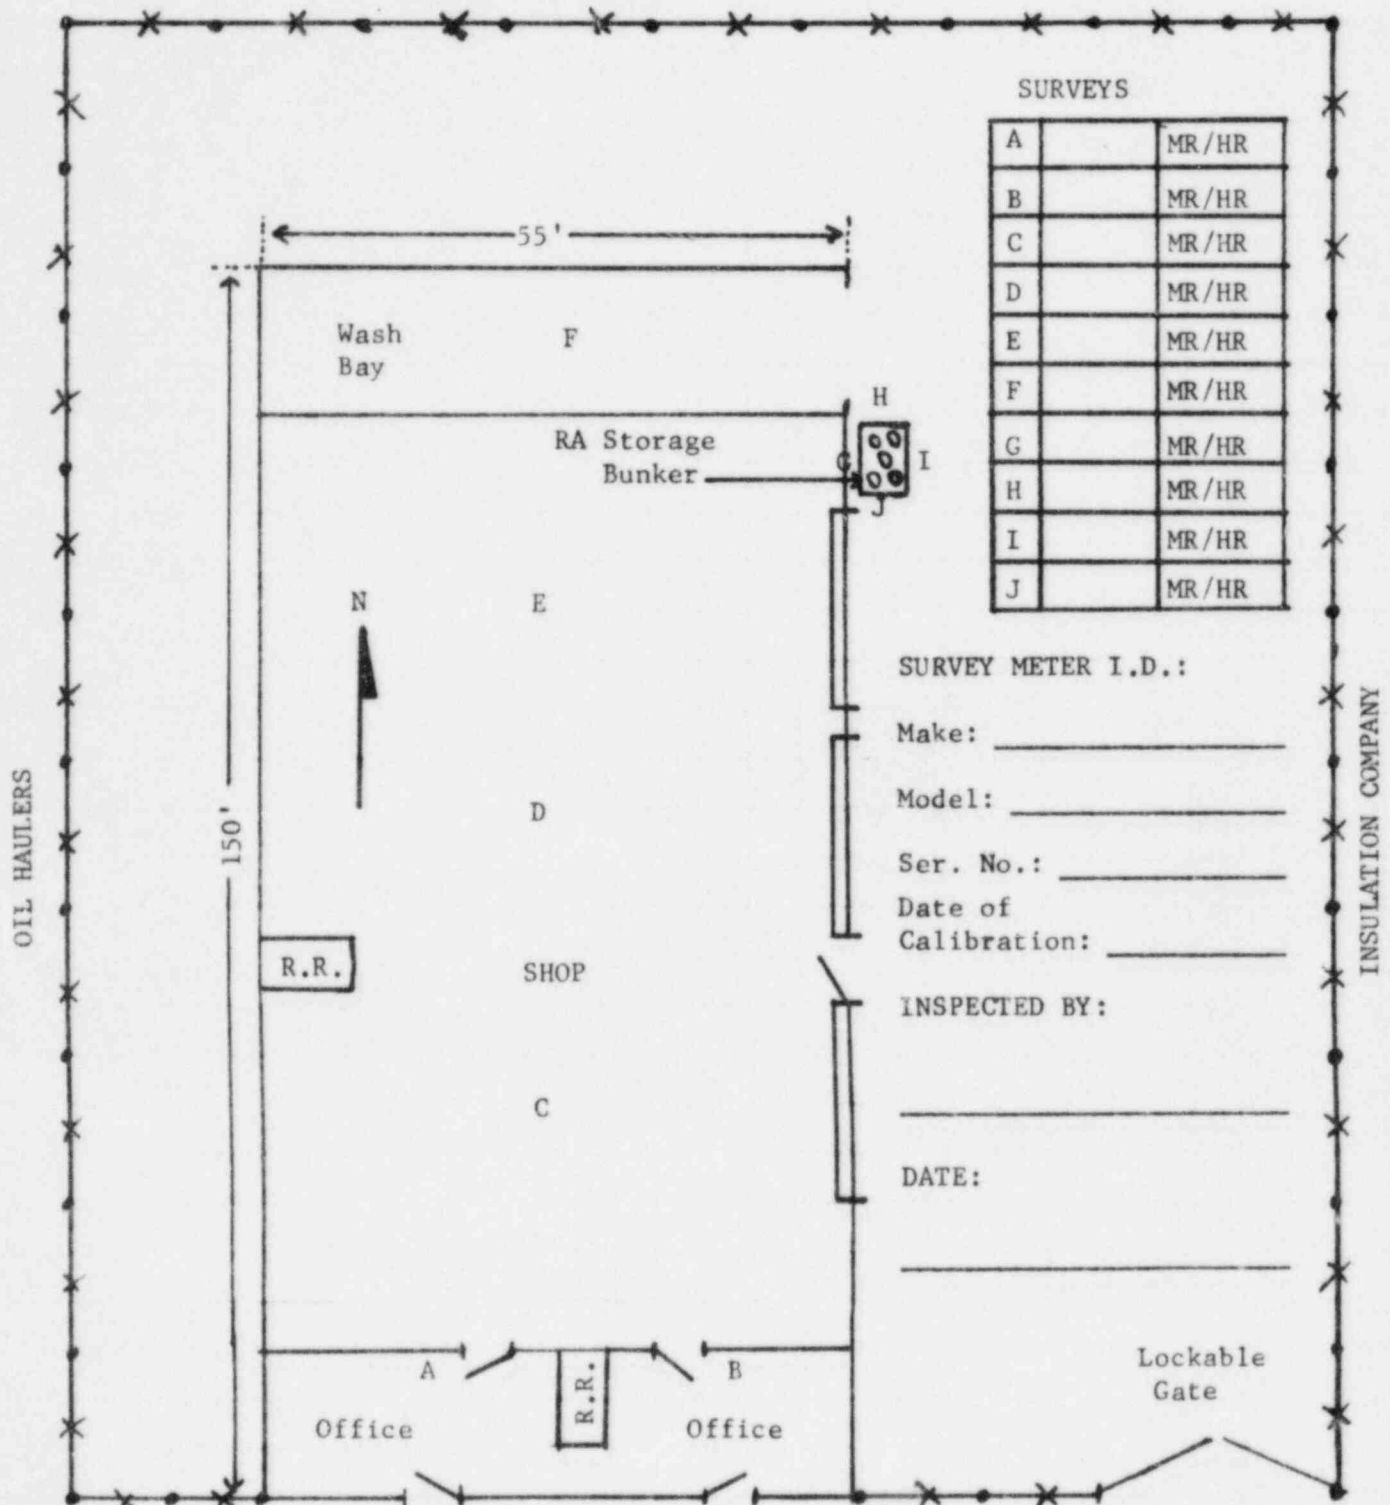 SURVEYS
A MR/HR
B MR/HR
C MR/HR
D MR/HR
E MR/HR
F MR/HR
G MR/HR
H MR/HR
I MR/HR
J MR/HR
55'
Wash
Bay
F
H
RA Storage
Bunker
G
I
J
N
E
SURVEY METER I.D.:
Make:
Model:
Ser. No.:
Date of
Calibration:
INSPECTED BY:
DATE:
150'
D
OIL HAULERS
INSULATION COMPANY
R.R.
SHOP
C
A
R.R.
B
Office
Office
Lockable
Gate